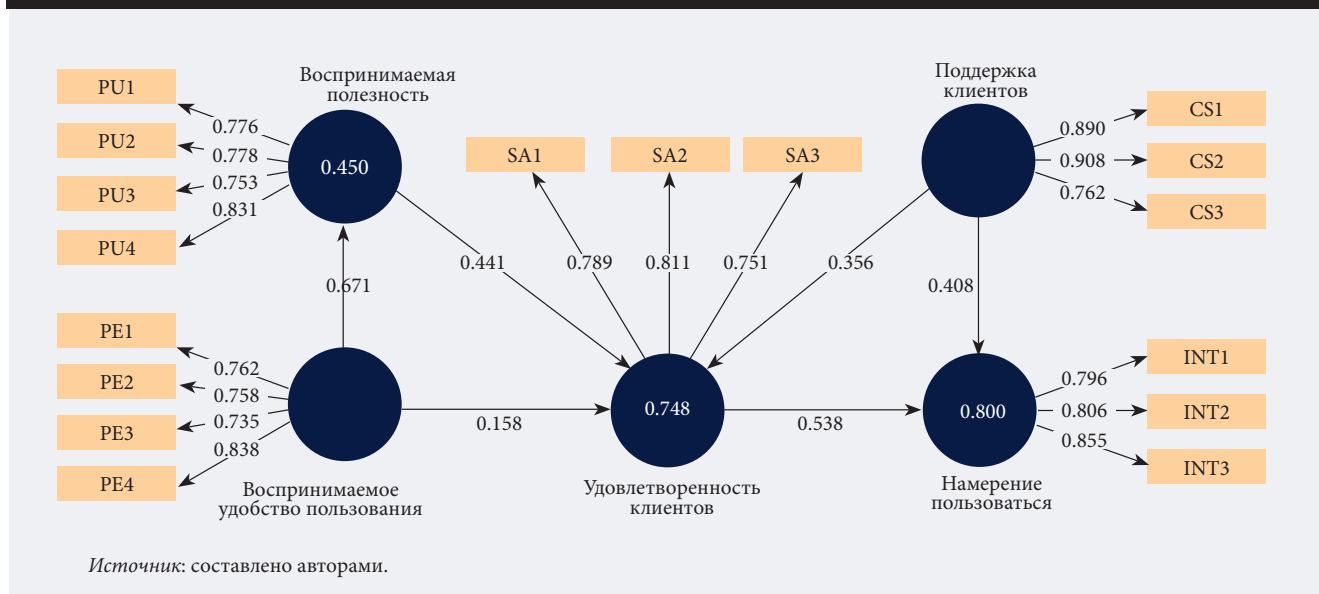 Воспринимаемая
полезность
PU1
PU2
PU3
PU4
0.776
0.778
0.753
0.831
0.450
SA1
SA2
SA3
Поддержка
клиентов
0.890
0.908
0.762
CS1
CS2
CS3
0.671
0.441
0.789
0.811
0.751
0.356
0.408
PE1
PE2
PE3
PE4
0.762
0.758
0.735
0.838
0.158
0.748
0.538
0.800
0.796
0.806
0.855
INT1
INT2
INT3
Воспринимаемое
удобство пользования
Удовлетворенность
клиентов
Намерение
пользоваться
Источник: составлено авторами.